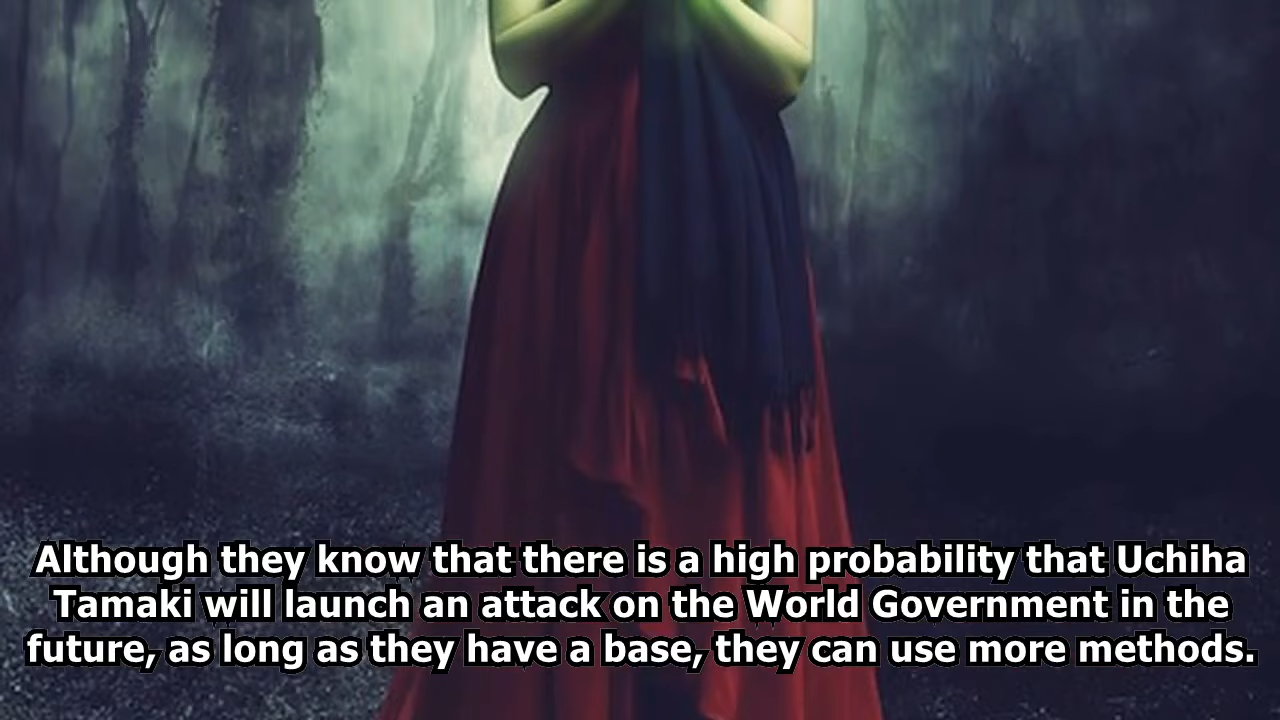 Although they know that there is a high probability that Uchiha
Tamaki will launch an attack on the World Government in the
future, as long as they have a base, they can use more methods.